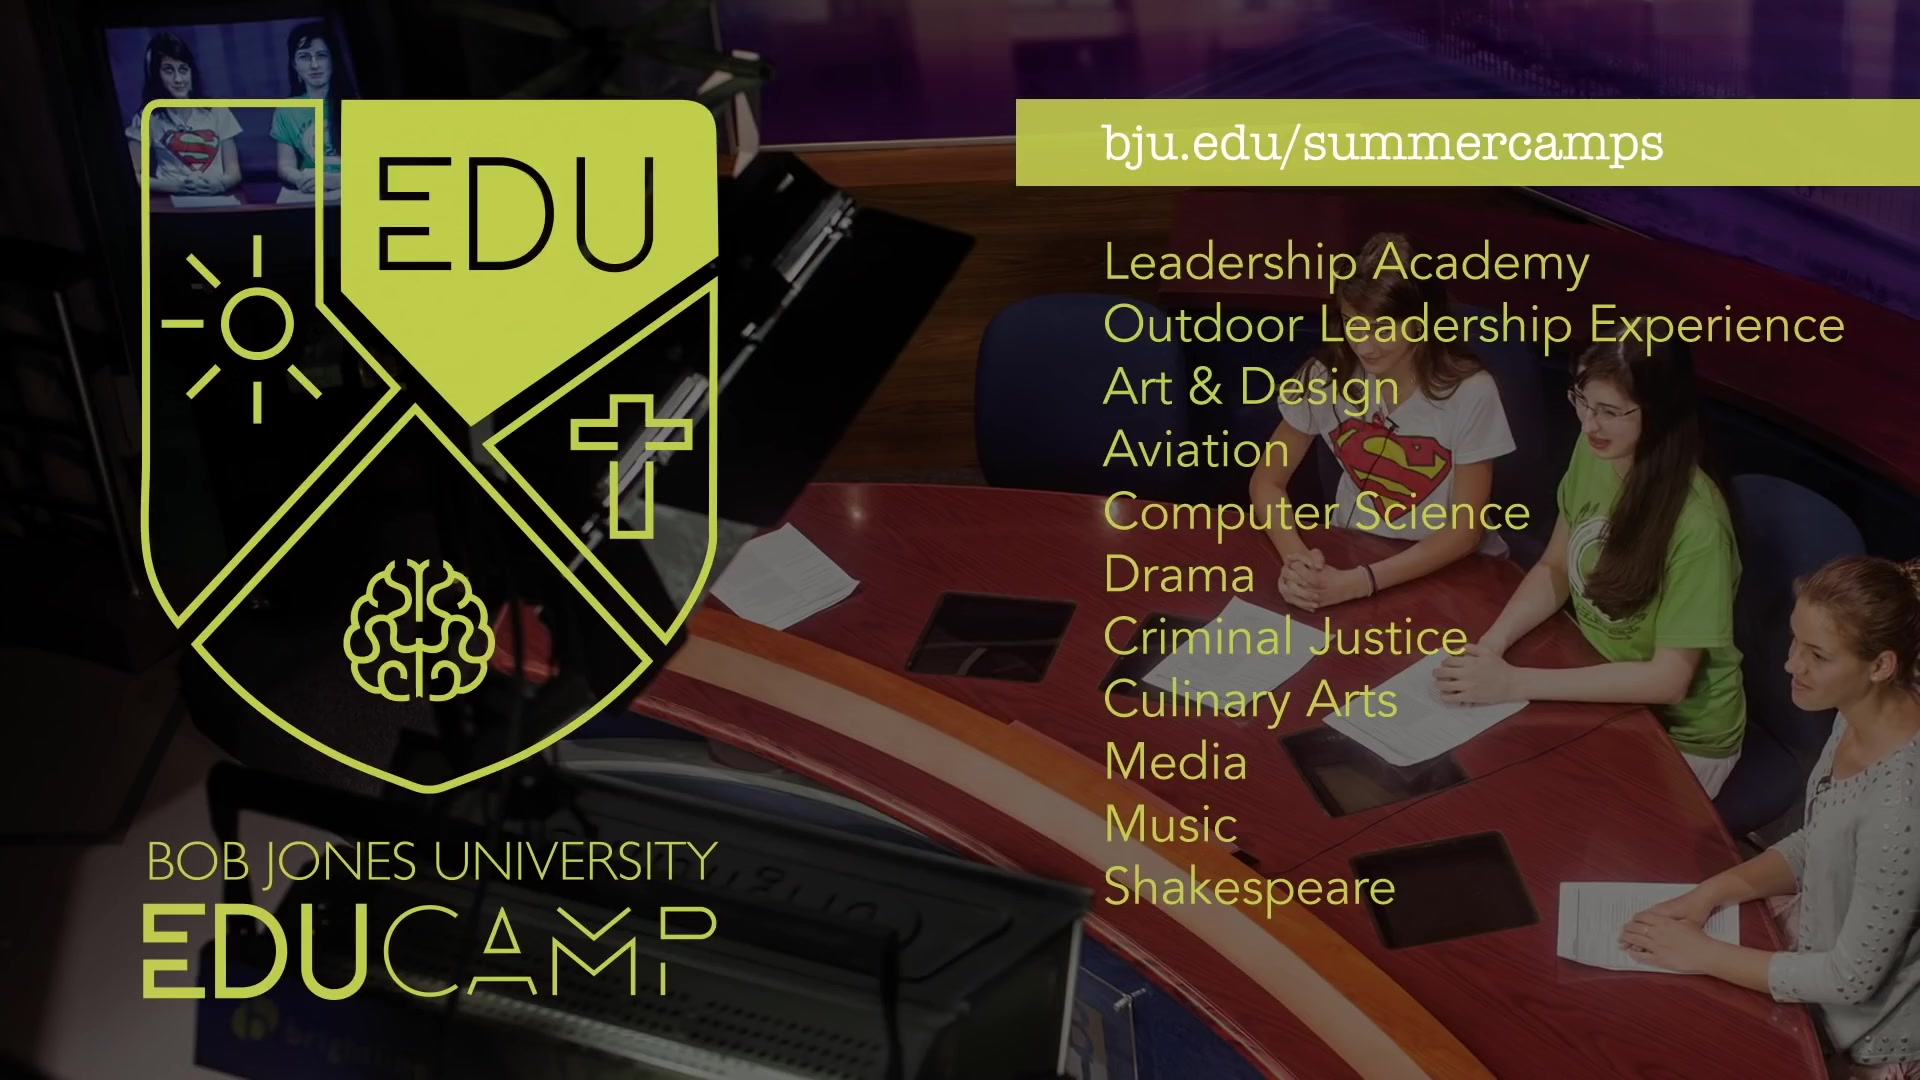 EDU
BOB JONES UNIVERSITY
EDUCAMP
bju.edu/summercamps
Leadership Academy
Outdoor Leadership Experience
Art & Design
Aviation
Computer Science
Drama
Criminal Justice
Culinary Arts
Media
Music
Shakespeare